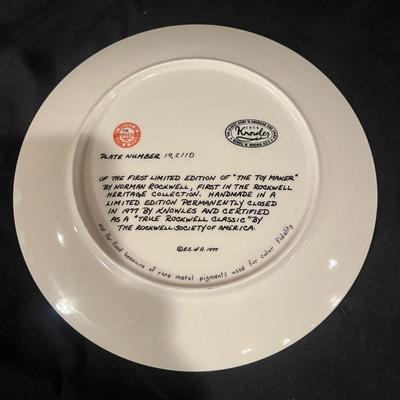 Knowles
PLATE NUMBER 19,211D
OF THE FIRST LIMITED EDITION OF "THE TOY MAKER"
BY NORMAN ROCKWELL, FIRST IN THE ROCKWELL
HERITAGE COLLECTION. HANDMADE IN A
LIMITED EDITION PERMANENTLY CLOSED
IN 1977 BY KNOWLES AND CERTIFIED
AS A "TRUE ROCKWELL CLASSIC" BY
THE ROCKWELL SOCIETY OF AMERICA.
© R.S. of A. 1977
not for food because of rare metal pigments used for color fidelity